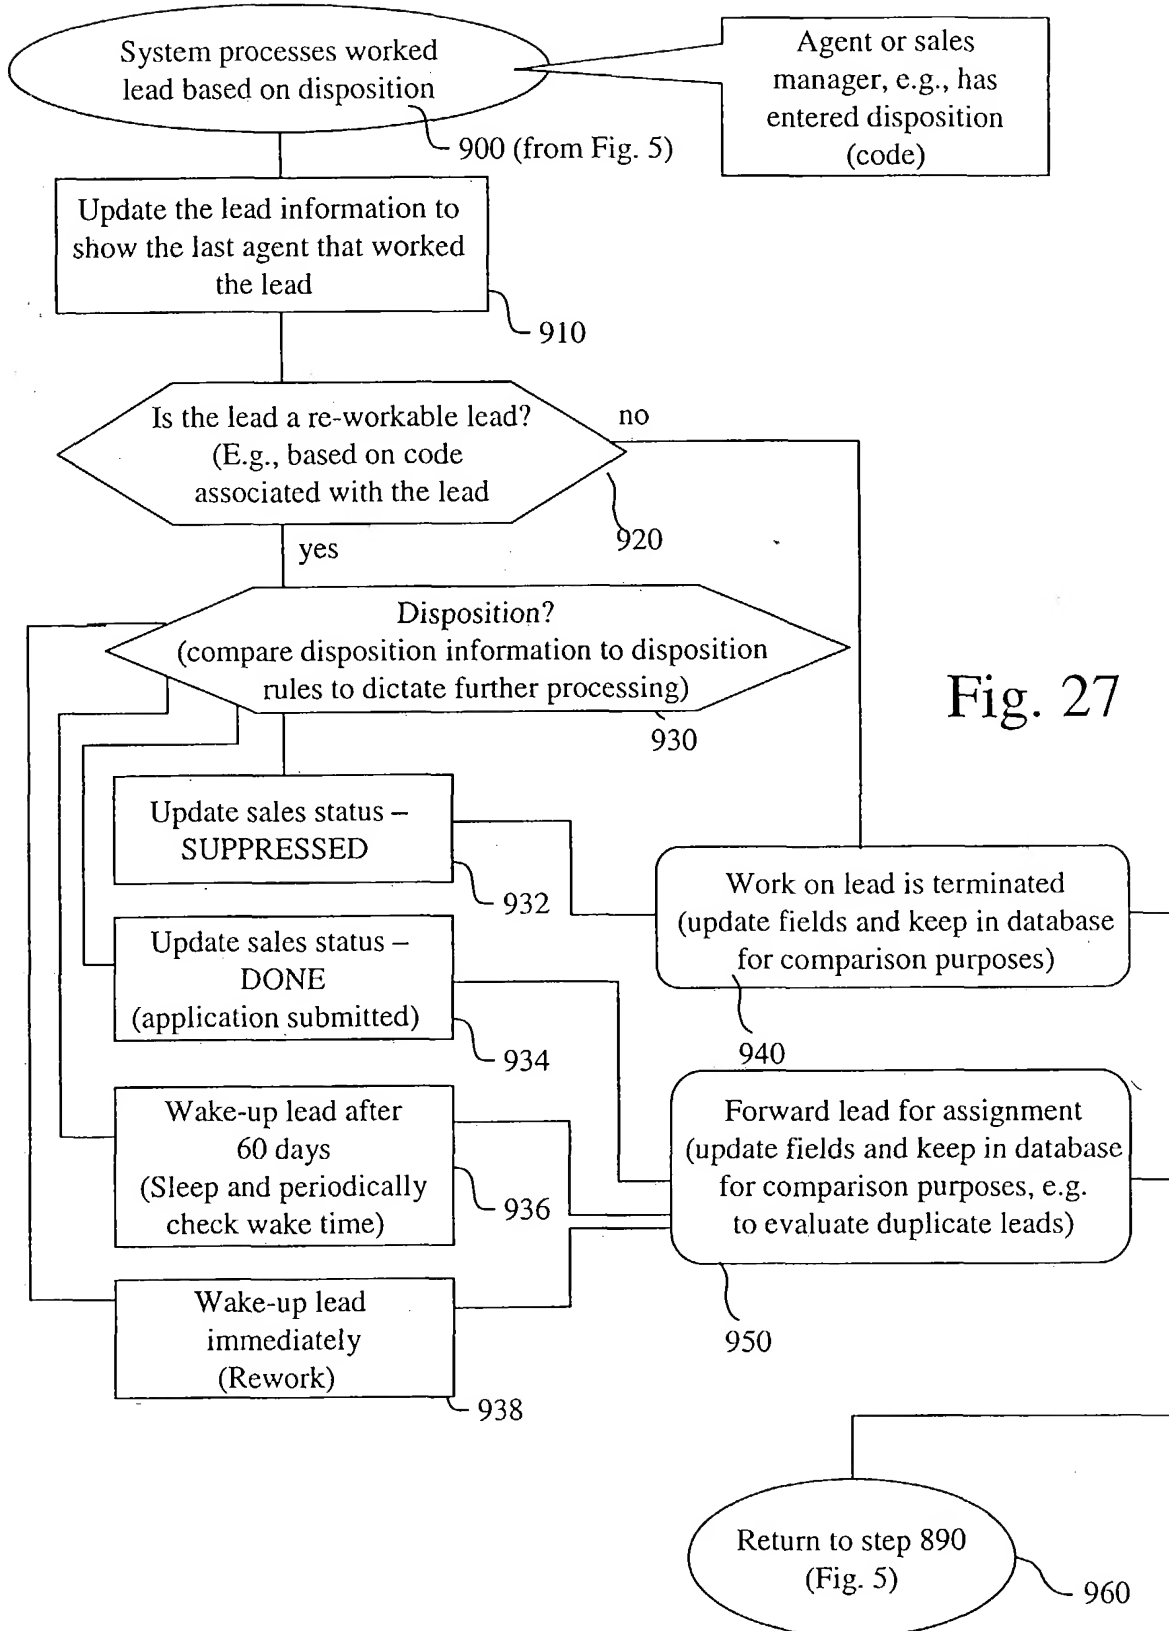 System processes worked
lead based on disposition
900 (from Fig. 5)
Agent or sales
manager, e.g., has
entered disposition
(code)
Update the lead information to
show the last agent that worked
the lead
910
Is the lead a re-workable lead?
(E.g., based on code
associated with the lead
no
920
yes
Disposition?
(compare disposition information to disposition
rules to dictate further processing)
930
Fig. 27
Update sales status –
SUPPRESSED
932
Update sales status –
DONE
(application submitted)
934
Wake-up lead after
60 days
(Sleep and periodically
check wake time)
936
Wake-up lead
immediately
(Rework)
938
Work on lead is terminated
(update fields and keep in database
for comparison purposes)
940
Forward lead for assignment
(update fields and keep in database
for comparison purposes, e.g.
to evaluate duplicate leads)
950
Return to step 890
(Fig. 5)
960